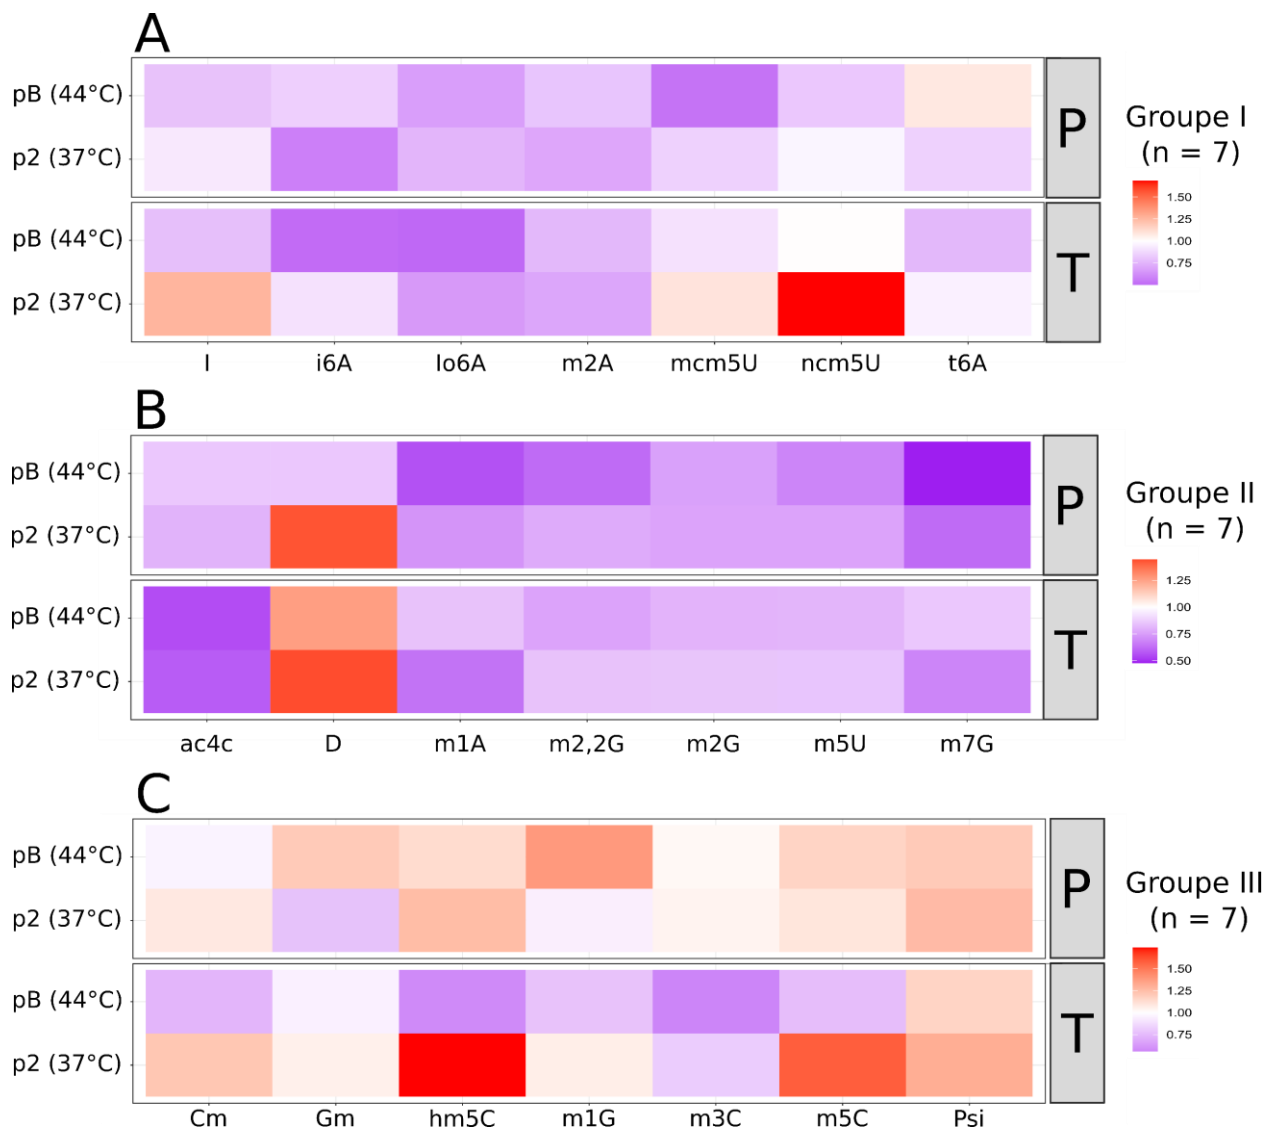 A
pB (44°C)
p2 (37°C)
P
pB (44°C)
p2 (37°C)
T
I i6A Io6A m2A mcm5U ncm5U t6A
Groupe I
(n = 7)
1.50
1.25
1.00
0.75
B
pB (44°C)
p2 (37°C)
P
pB (44°C)
p2 (37°C)
T
ac4c D m1A m2,2G m2G m5U m7G
Groupe II
(n = 7)
1.25
1.00
0.75
0.50
C
pB (44°C)
p2 (37°C)
P
pB (44°C)
p2 (37°C)
T
Cm Gm hm5C m1G m3C m5C Psi
Groupe III
(n = 7)
1.50
1.25
1.00
0.75